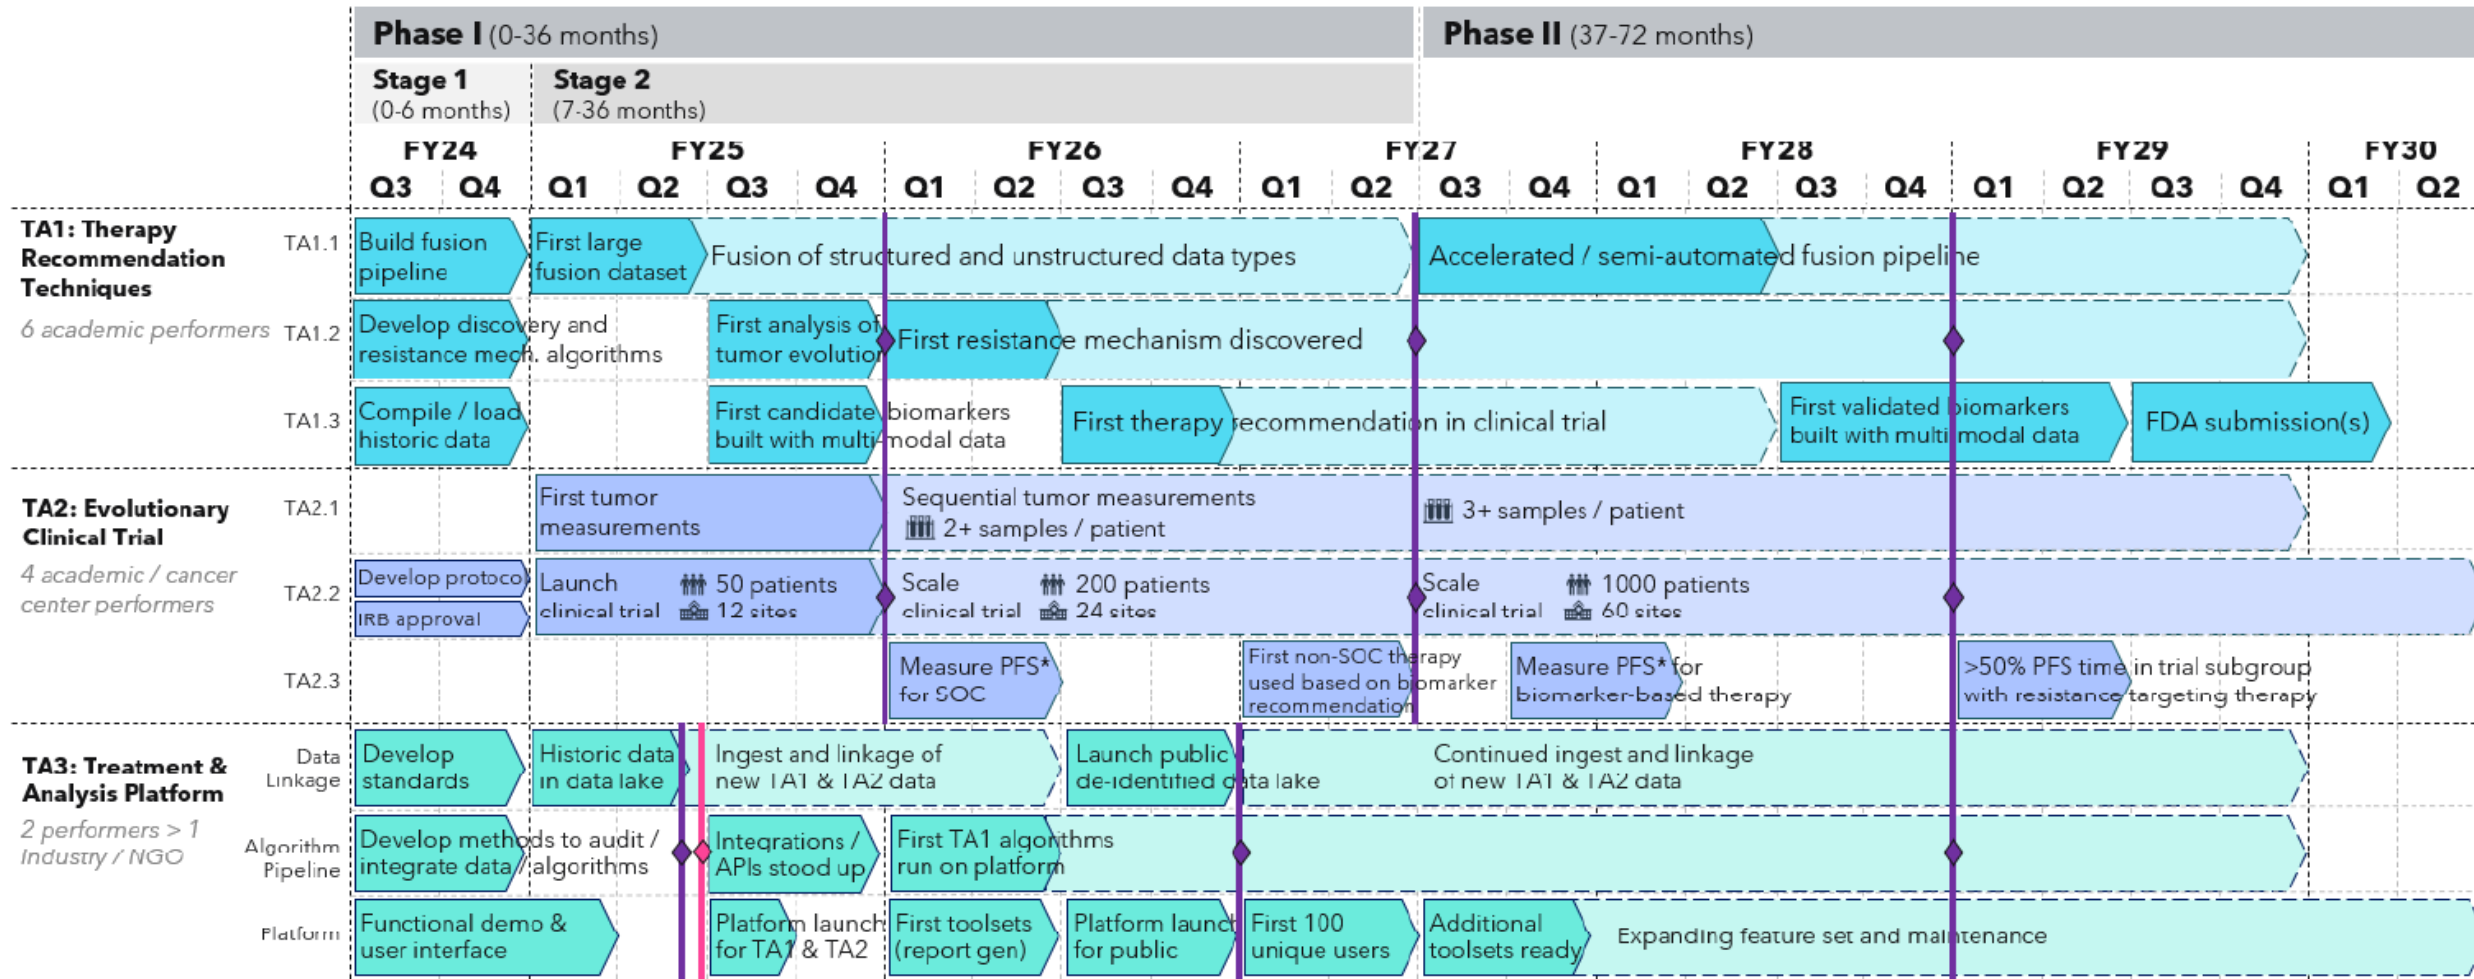 Phase I (0-36 months)
Phase II (37-72 months)
Stage 1
(0-6 months)
Stage 2
(7-36 months)
FY24
FY25
FY26
FY27
FY28
FY29
FY30
Q3 Q4 Q1 Q2 Q3 Q4 Q1 Q2 Q3 Q4 Q1 Q2 Q3 Q4 Q1 Q2 Q3 Q4 Q1 Q2 Q3 Q4 Q1 Q2
TA1: Therapy
Recommendation
Techniques
6 academic performers
TA1.1
Build fusion
pipeline
First large
fusion dataset
Fusion of structured and unstructured data types
Accelerated / semi-automated fusion pipeline
TA1.2
Develop discovery and
resistance mech. algorithms
First analysis of
tumor evolution
First resistance mechanism discovered
TA1.3
Compile / load
historic data
First candidate biomarkers
built with multi-modal data
First therapy recommendation in clinical trial
First validated biomarkers
built with multi-modal data
FDA submission(s)
TA2: Evolutionary
Clinical Trial
4 academic / cancer
center performers
TA2.1
First tumor
measurements
Sequential tumor measurements
2+ samples / patient
3+ samples / patient
TA2.2
Develop protoco
IRB approval
Launch
clinical trial
50 patients
12 sites
Scale
clinical trial
200 patients
24 sites
Scale
clinical trial
1000 patients
60 sites
TA2.3
Measure PFS*
for SOC
First non-SOC therapy
used based on biomarker
recommendation
Measure PFS* for
biomarker-based therapy
>50% PFS time in trial subgroup
with resistance targeting therapy
TA3: Treatment &
Analysis Platform
2 performers > 1
Industry / NGO
Data
Linkage
Develop
standards
Historic data
in data lake
Ingest and linkage of
new TA1 & TA2 data
Launch public
de-identified data lake
Continued ingest and linkage
of new TA1 & TA2 data
Algorithm
Pipeline
Develop methods to audit /
integrate data / algorithms
Integrations /
APIs stood up
First TA1 algorithms
run on platform
Platform
Functional demo &
user interface
Platform launch
for TA1 & TA2
First toolsets
(report gen)
Platform launch
for public
First 100
unique users
Additional
toolsets ready
Expanding feature set and maintenance